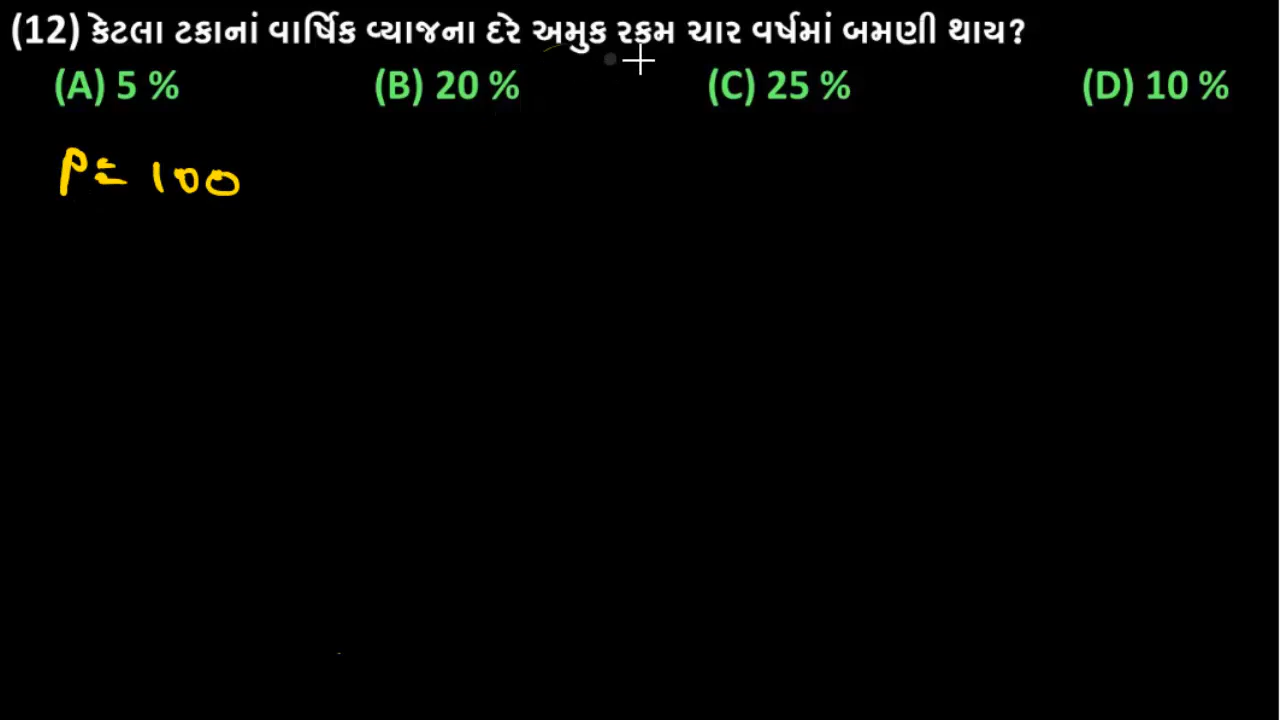 (12) કેટલા ટકાનાં વાર્ષિક વ્યાજના દરે અમુક રકમ ચાર વર્ષમાં બમણી થાય?
(A) 5 % (B) 20 % (C) 25 % (D) 10 %
P = 100